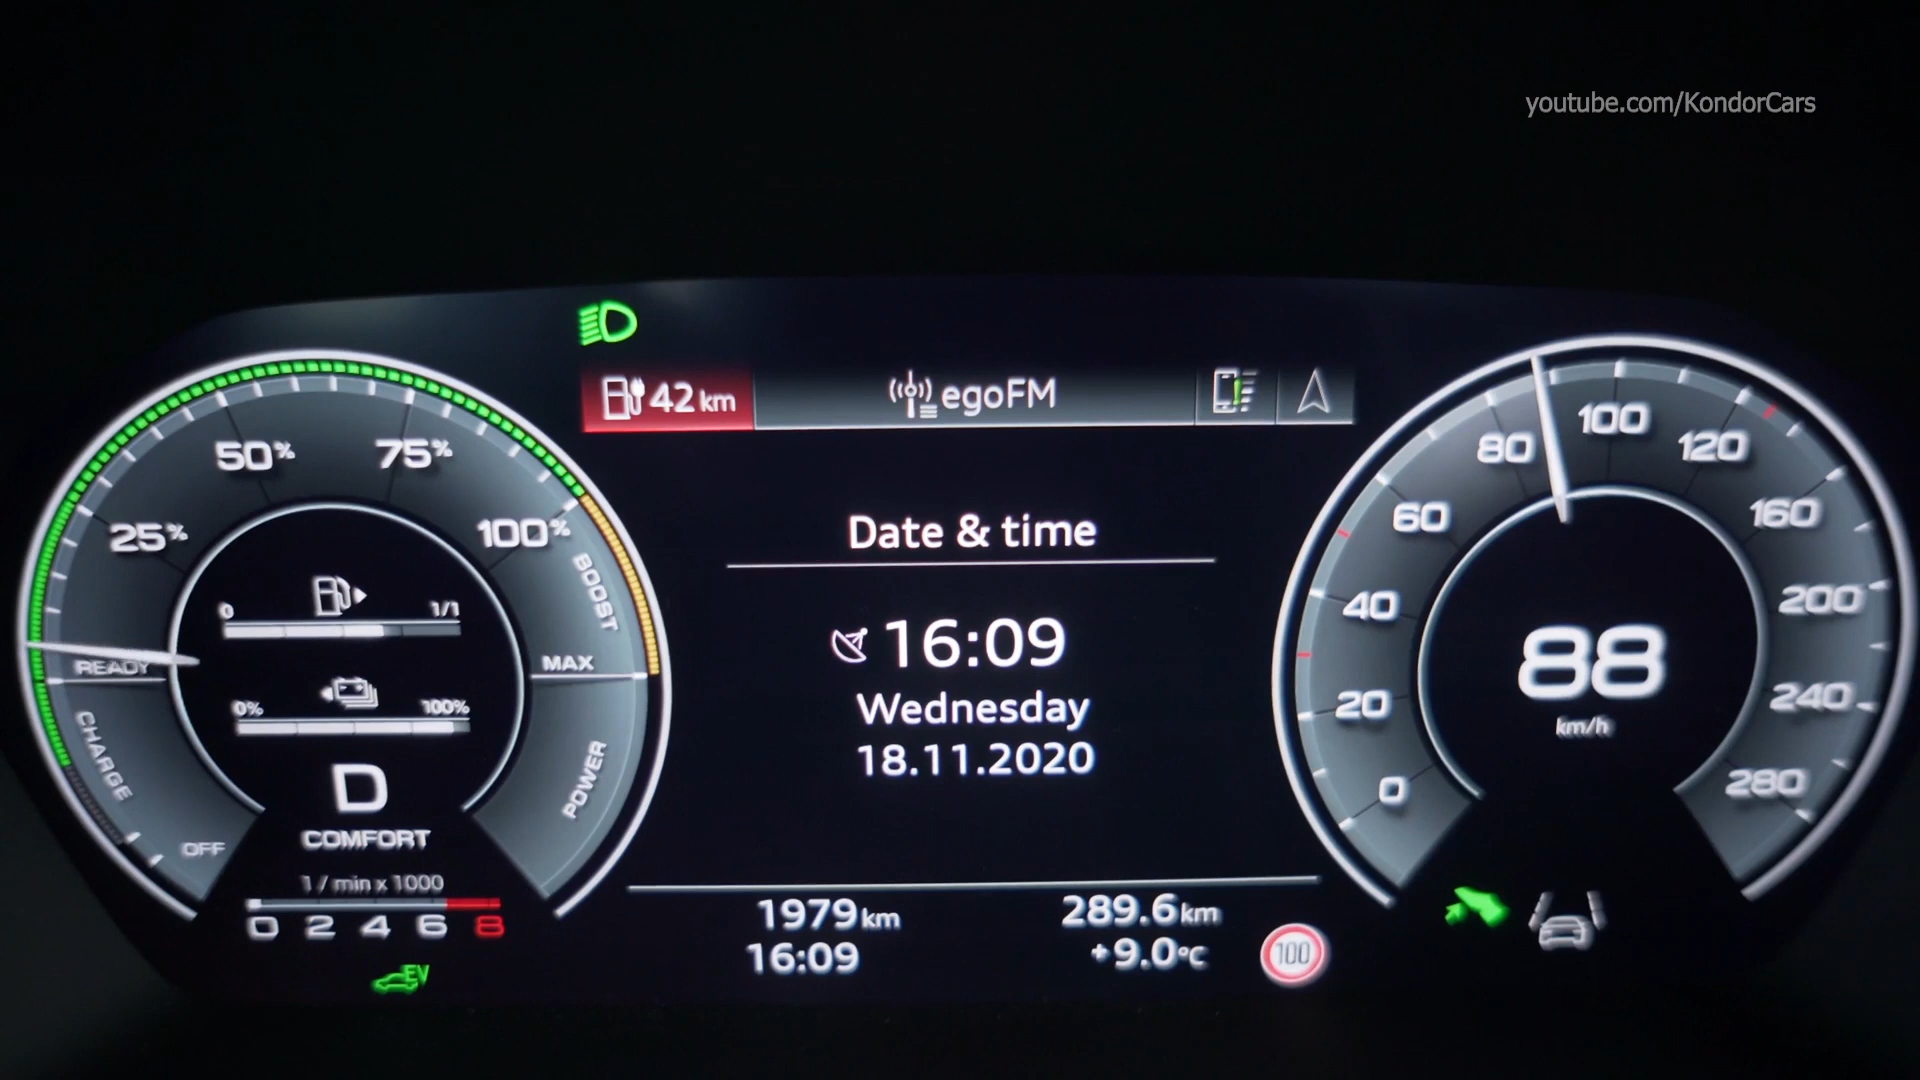 youtube.com/KondorCars
42 km
egoFM
25%
50%
75%
100%
BOOST
MAX
POWER
READY
CHARGE
OFF
0 1/1
0% 100%
D
COMFORT
1 / min x 1000
0 2 4 6 8
EV
Date & time
16:09
Wednesday
18.11.2020
1979 km
289.6 km
16:09
+9.0°C
100
0
20
40
60
80
100
120
160
200
240
280
88
km/h